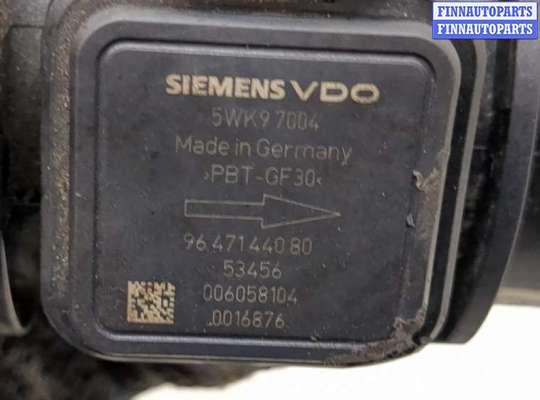 FINNAUTOPARTS
FINNAUTOPARTS
SIEMENS VDO
5WK9 7004
Made in Germany
›PBT-GF30‹
96 471 440 80
53456
006058104
0016876